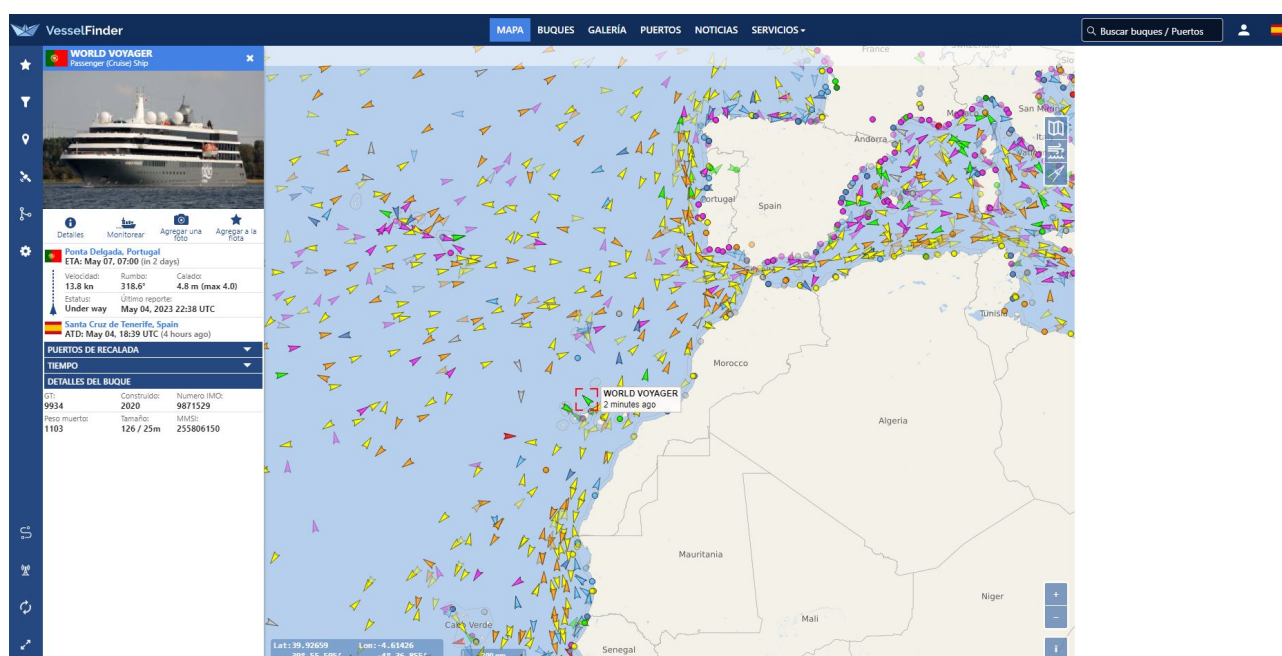 VesselFinder
MAPA BUQUES GALERÍA PUERTOS NOTICIAS SERVICIOS
Buscar buques / Puertos
WORLD VOYAGER
Passenger (Cruise) Ship
Detalles
Monitorear
Agregar una foto
Agregar a la flota
Ponta Delgada, Portugal
ETA: May 07, 07:00 (in 2 days)
Velocidad: Rumbo: Calado:
13.8 kn 318.6° 4.8 m (max 4.0)
Estatus: Último reporte:
Under way May 04, 2023 22:38 UTC
Santa Cruz de Tenerife, Spain
ATD: May 04, 18:39 UTC (4 hours ago)
PUERTOS DE RECALADA
TIEMPO
DETALLES DEL BUQUE
GT: Construido: Numero IMO:
9934 2020 9871529
Peso muerto: Tamaño: MMSI:
1103 126 / 25m 255806150
France
Andorra
San Marino
Portugal
Spain
Tunisia
Morocco
WORLD VOYAGER
2 minutes ago
Algeria
Mauritania
Niger
Mali
Cabo Verde
Senegal
Lat:39.92659 Lon:-4.61426